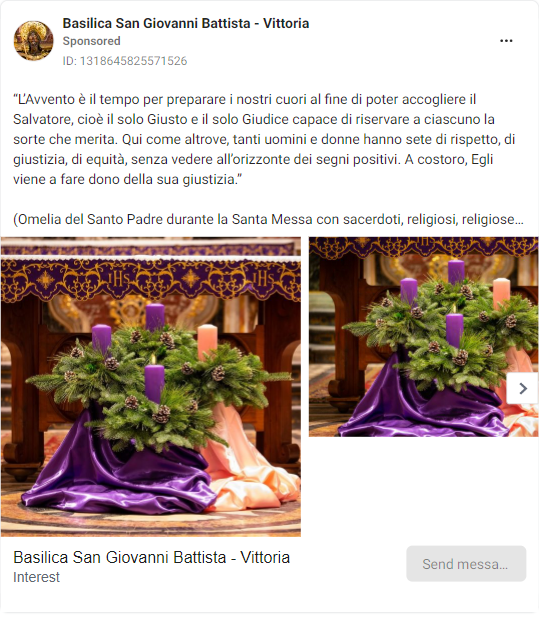 Basilica San Giovanni Battista - Vittoria
Sponsored
ID: 1318645825571526
“L’Avvento è il tempo per preparare i nostri cuori al fine di poter accogliere il
Salvatore, cioè il solo Giusto e il solo Giudice capace di riservare a ciascuno la
sorte che merita. Qui come altrove, tanti uomini e donne hanno sete di rispetto, di
giustizia, di equità, senza vedere all’orizzonte dei segni positivi. A costoro, Egli
viene a fare dono della sua giustizia.”
(Omelia del Santo Padre durante la Santa Messa con sacerdoti, religiosi, religiose...
IHS
IHS
IHS
Basilica San Giovanni Battista - Vittoria
Interest
Send messa...